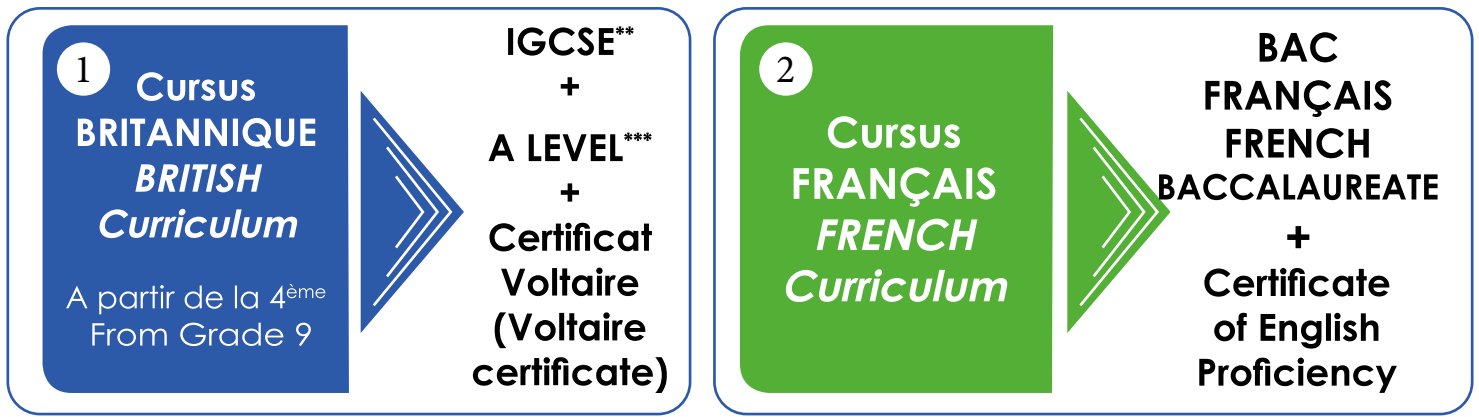 1
Cursus
BRITANNIQUE
BRITISH
Curriculum
A partir de la 4ème
From Grade 9
IGCSE**
+
A LEVEL***
+
Certificat
Voltaire
(Voltaire
certificate)
2
Cursus
FRANÇAIS
FRENCH
Curriculum
BAC
FRANÇAIS
FRENCH
BACCALAUREATE
+
Certificate
of English
Proficiency